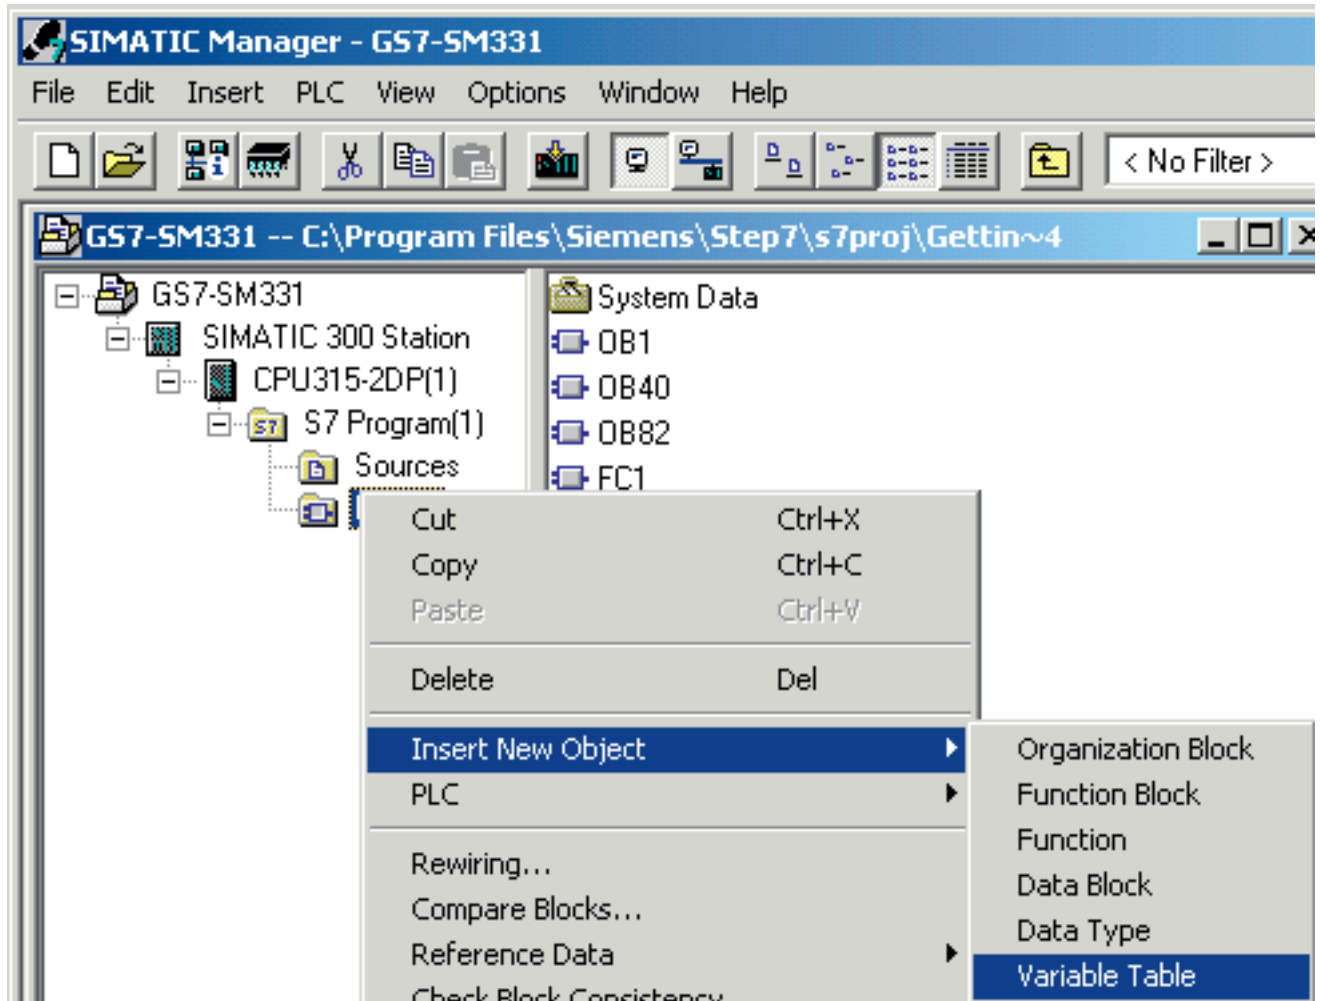 SIMATIC Manager - GS7-SM331
File Edit Insert PLC View Options Window Help
< No Filter >
GS7-SM331 -- C:\Program Files\Siemens\Step7\s7proj\Gettin~4
GS7-SM331
SIMATIC 300 Station
CPU315-2DP(1)
S7 Program(1)
Sources
System Data
OB1
OB40
OB82
FC1
Cut Ctrl+X
Copy Ctrl+C
Paste Ctrl+V
Delete Del
Insert New Object
PLC
Rewiring...
Compare Blocks...
Reference Data
Check Block Consistency
Organization Block
Function Block
Function
Data Block
Data Type
Variable Table